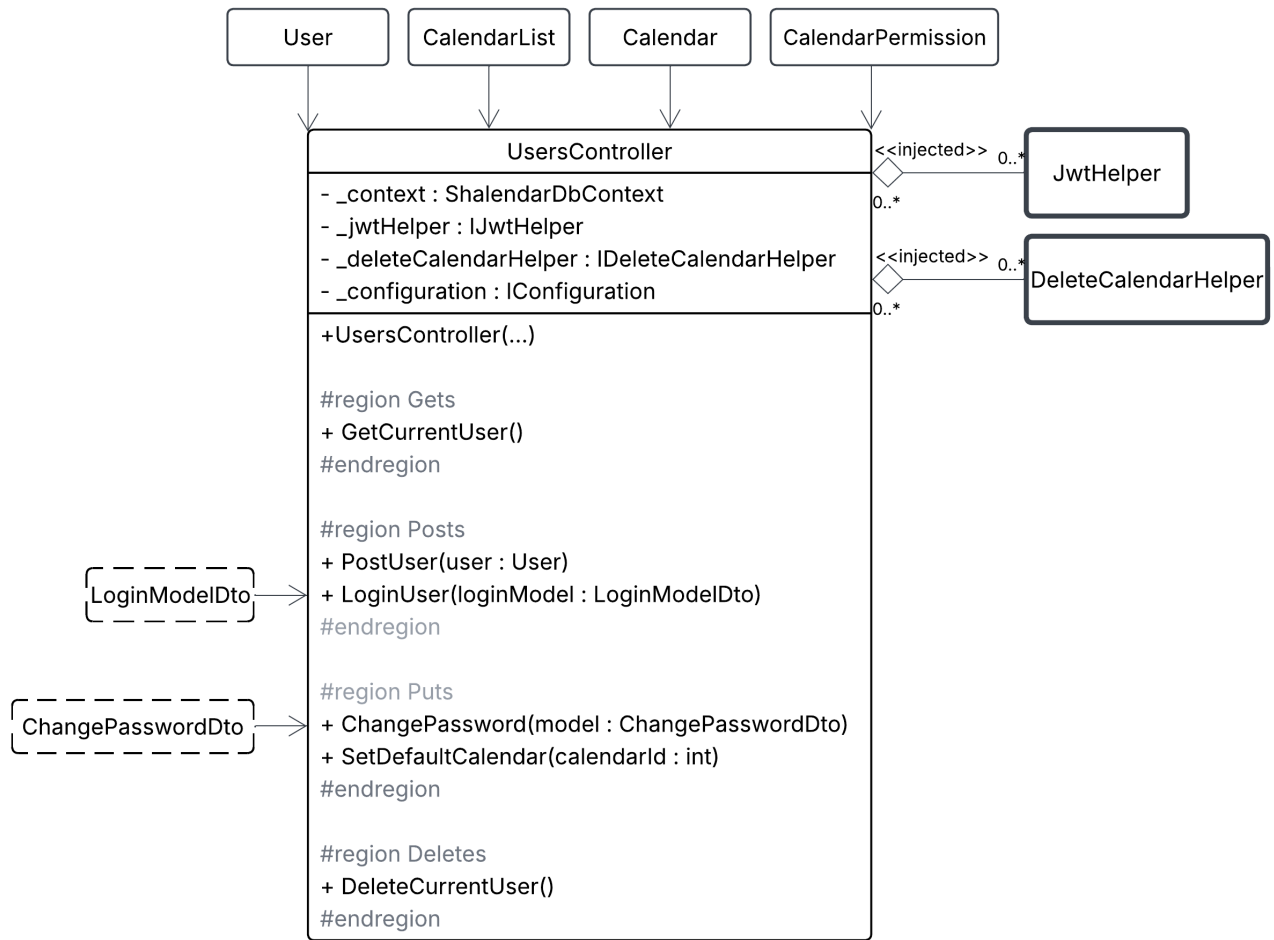 User
CalendarList
Calendar
CalendarPermission
UsersController
- _context : ShalendarDbContext
- _jwtHelper : IJwtHelper
- _deleteCalendarHelper : IDeleteCalendarHelper
- _configuration : IConfiguration
<<injected>>
0..*
0..*
JwtHelper
<<injected>>
0..*
0..*
DeleteCalendarHelper
+UsersController(...)
#region Gets
+ GetCurrentUser()
#endregion
#region Posts
+ PostUser(user : User)
LoginModelDto
+ LoginUser(loginModel : LoginModelDto)
#endregion
#region Puts
ChangePasswordDto
+ ChangePassword(model : ChangePasswordDto)
+ SetDefaultCalendar(calendarId : int)
#endregion
#region Deletes
+ DeleteCurrentUser()
#endregion